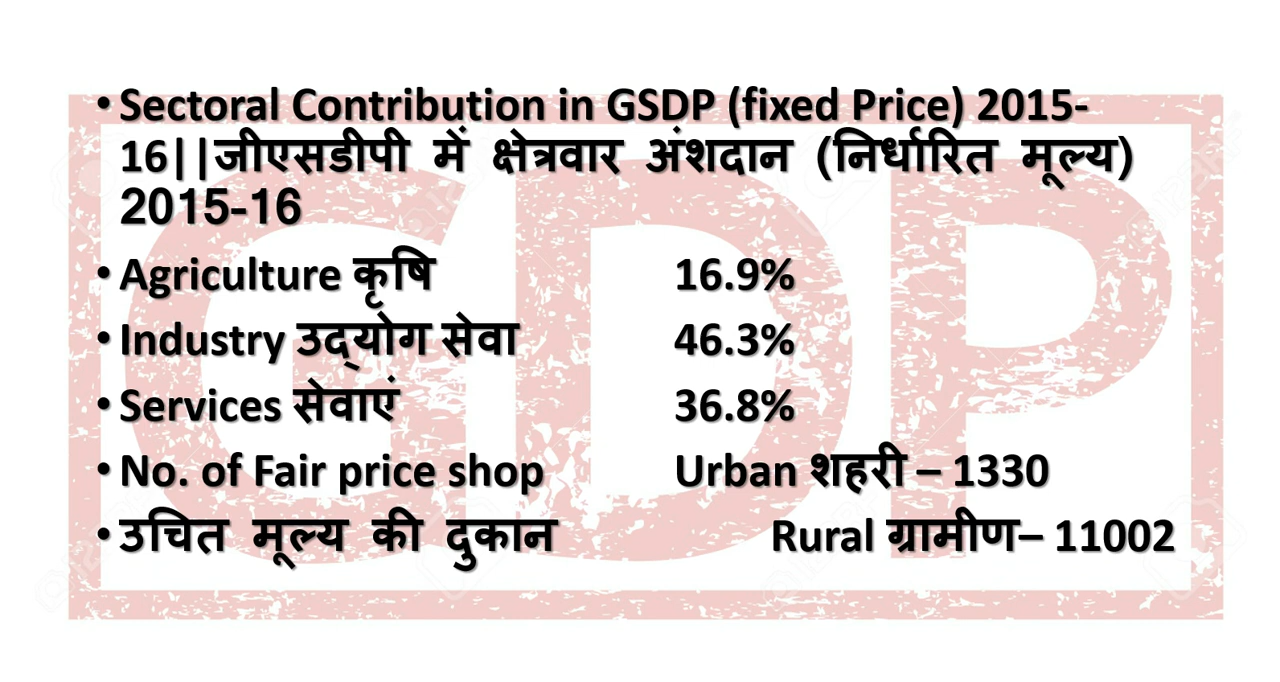 • Sectoral Contribution in GSDP (fixed Price) 2015-
16||जीएसडीपी में क्षेत्रवार अंशदान (निर्धारित मूल्य)
2015-16
• Agriculture कृषि 16.9%
• Industry उद्योग सेवा 46.3%
• Services सेवाएं 36.8%
• No. of Fair price shop Urban शहरी – 1330
• उचित मूल्य की दुकान Rural ग्रामीण– 11002
GDP